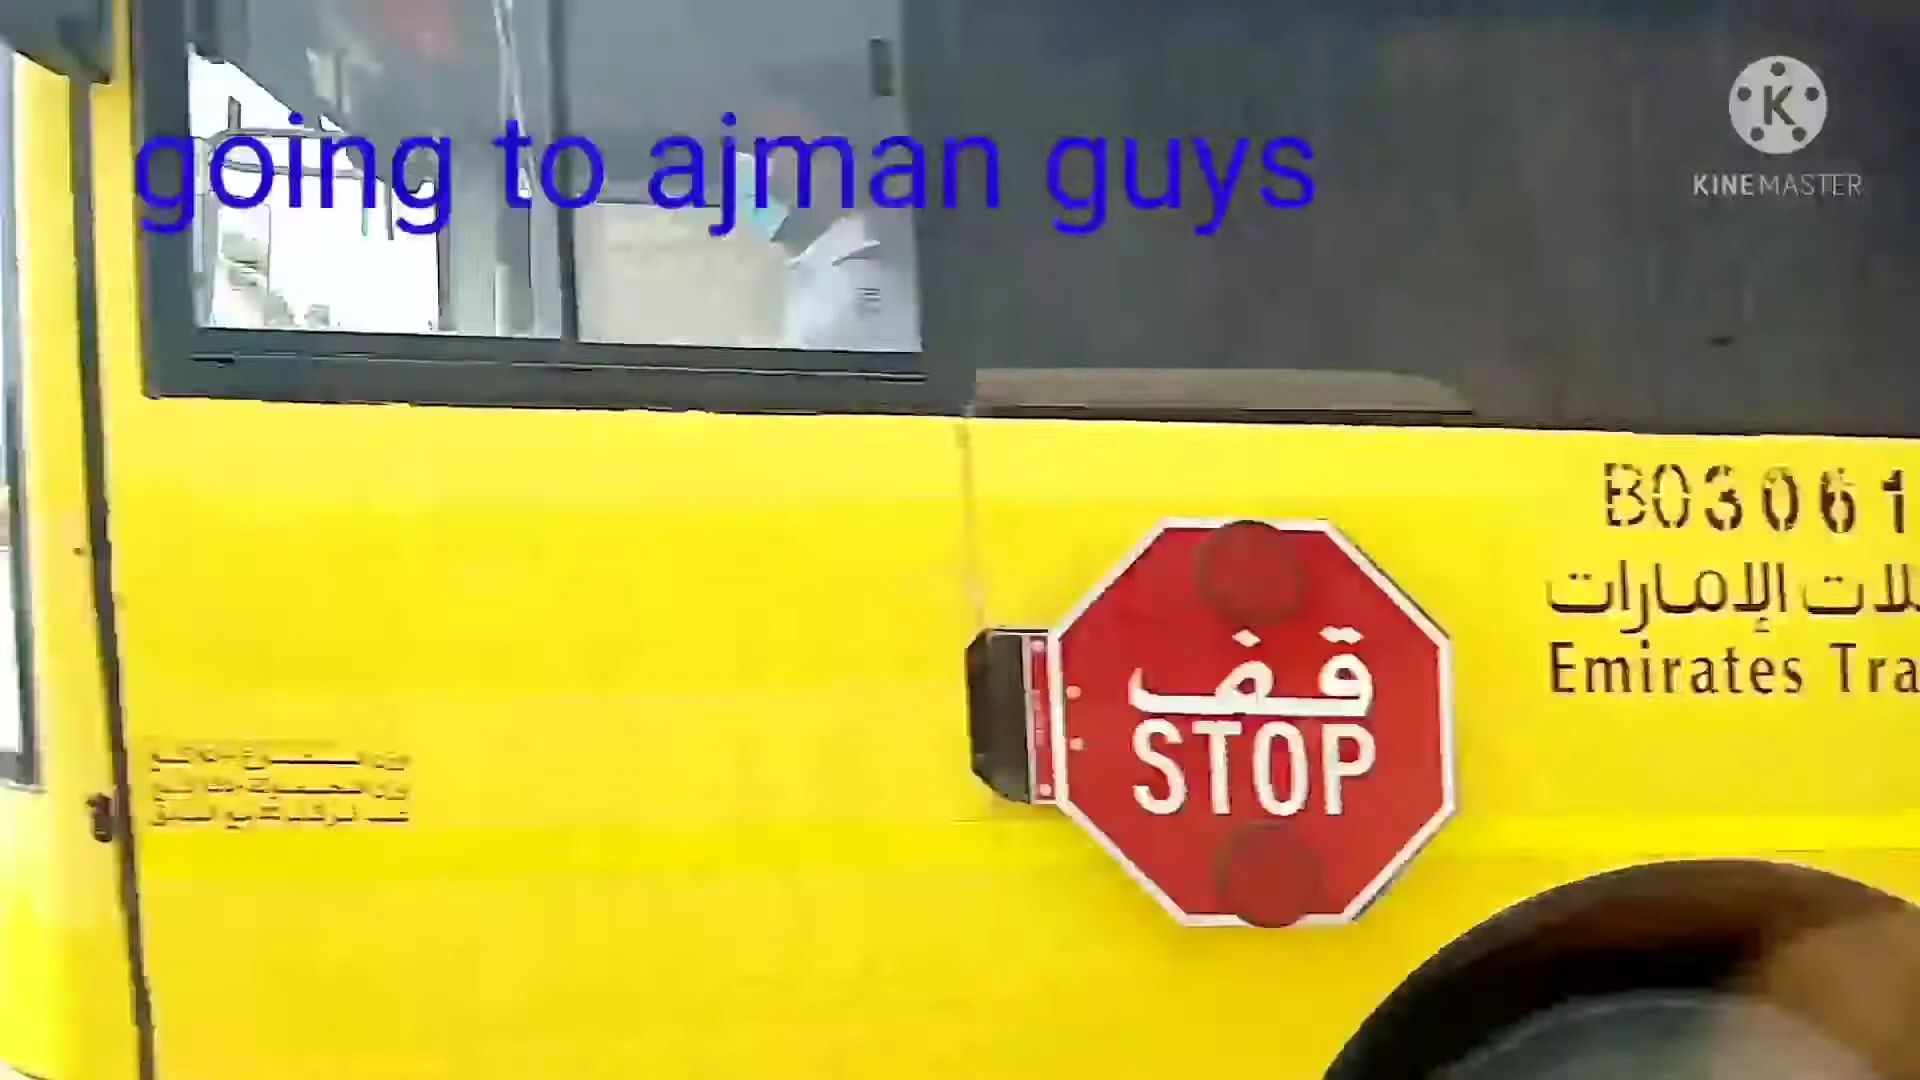 going to ajman guys
KINEMASTER
B03061
لات الإمارات
Emirates Tra
قف
STOP